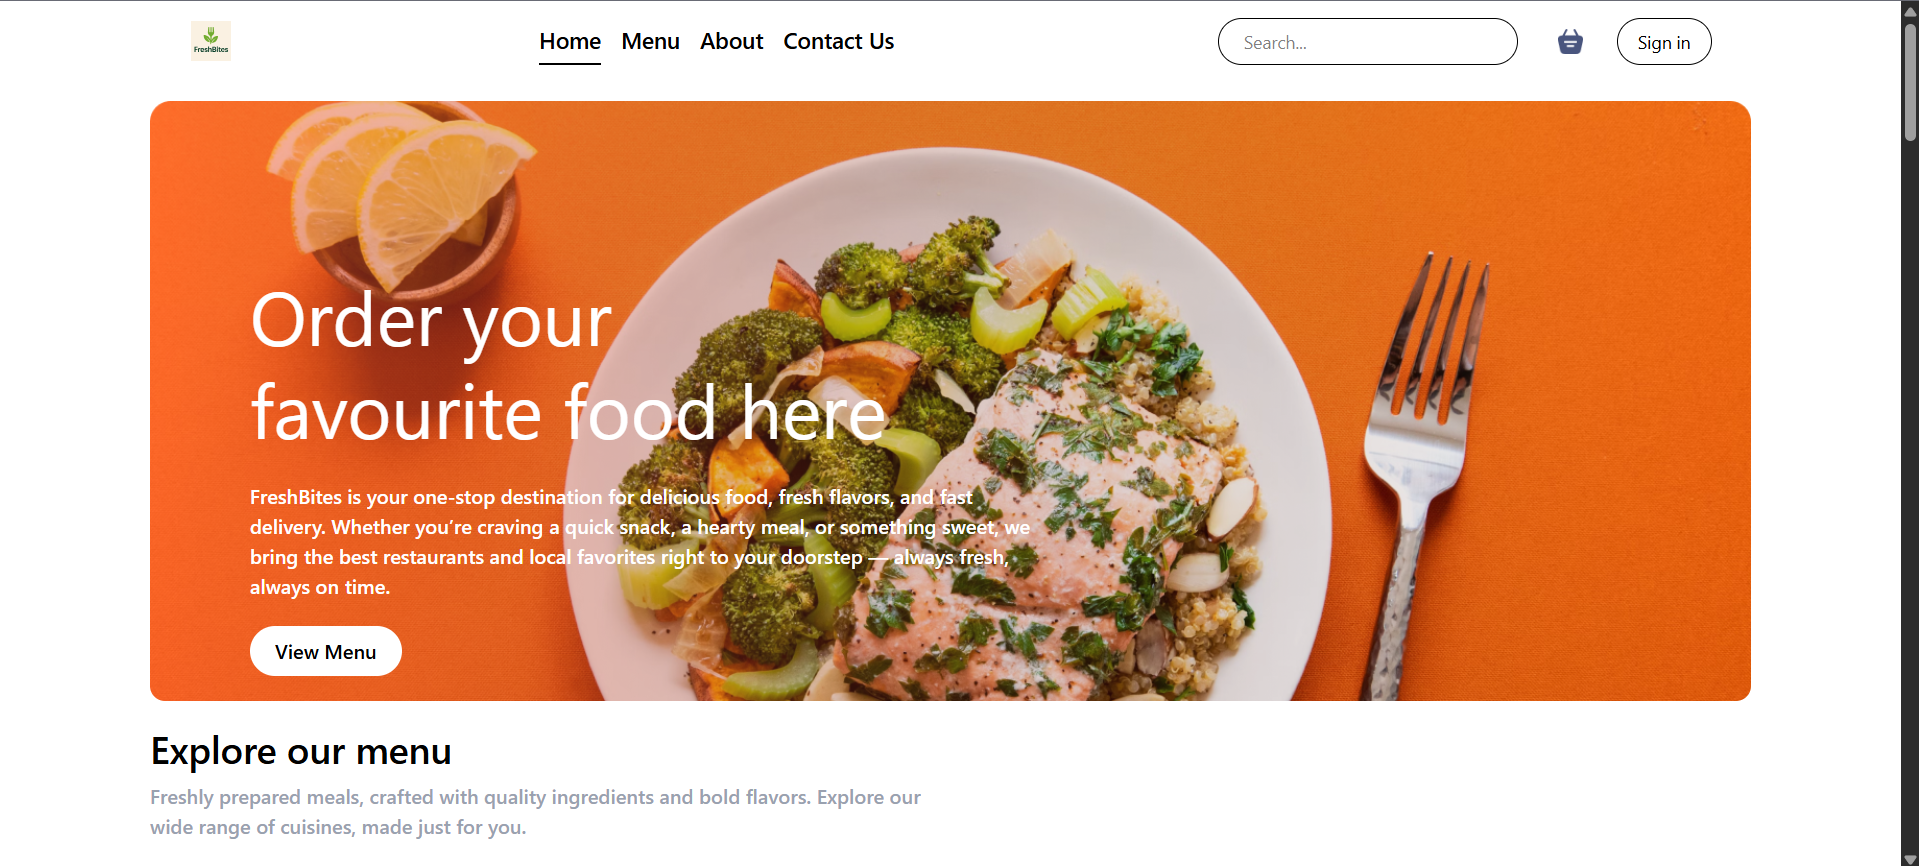 FreshBites
Home Menu About Contact Us
Search...
Sign in
Order your
favourite food here
FreshBites is your one-stop destination for delicious food, fresh flavors, and fast
delivery. Whether you’re craving a quick snack, a hearty meal, or something sweet, we
bring the best restaurants and local favorites right to your doorstep — always fresh,
always on time.
View Menu
Explore our menu
Freshly prepared meals, crafted with quality ingredients and bold flavors. Explore our
wide range of cuisines, made just for you.